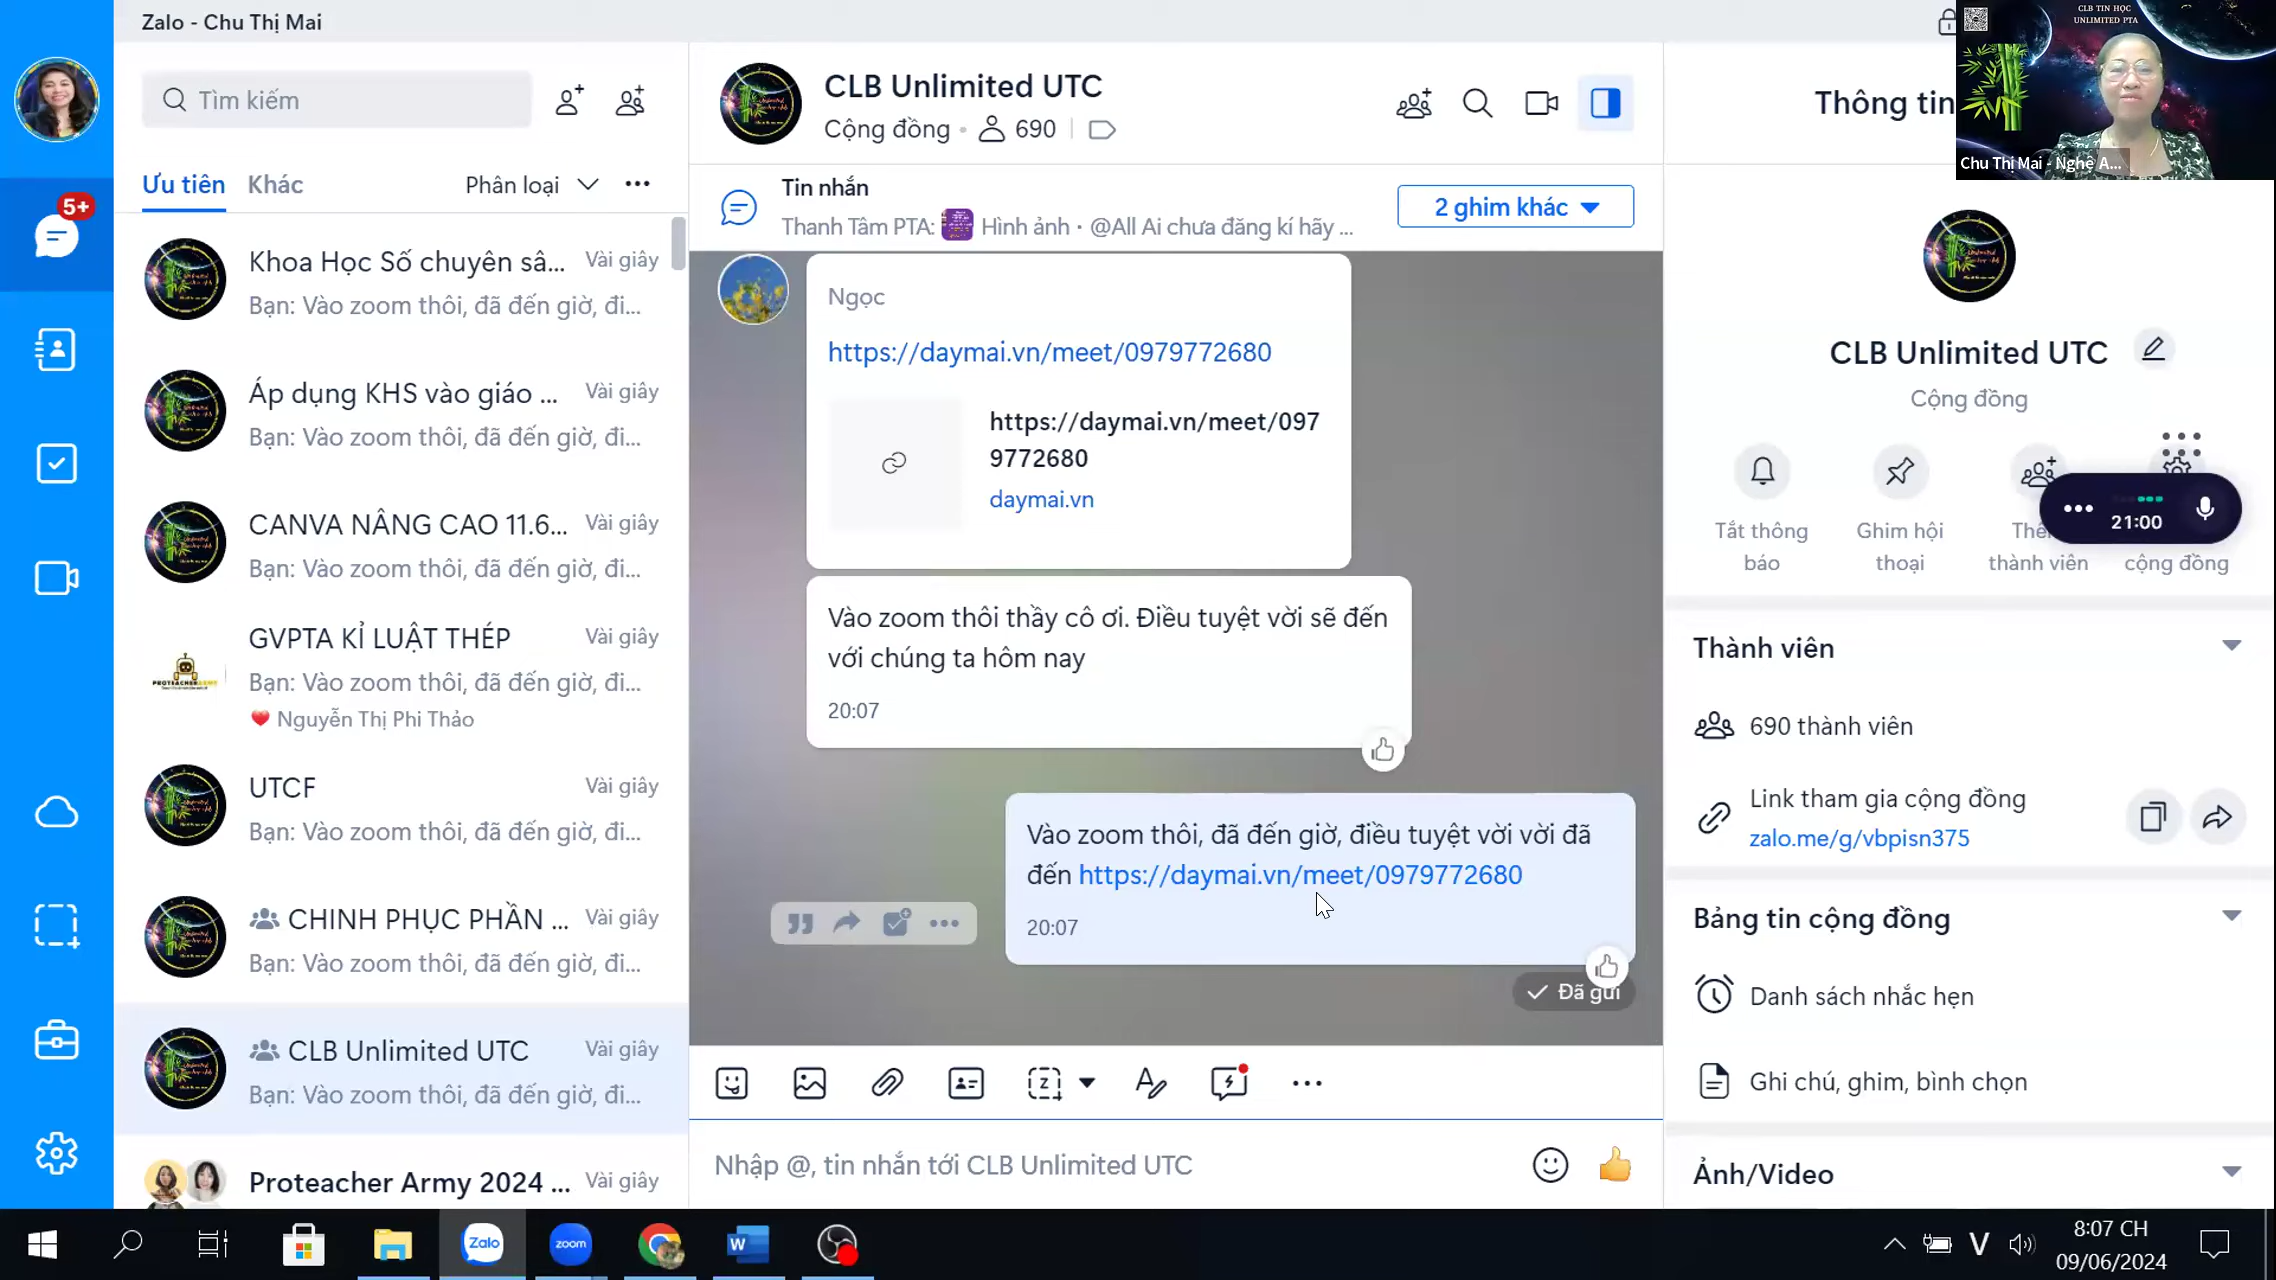 Zalo - Chu Thị Mai
Tìm kiếm
Ưu tiên
Khác
Phân loại
5+
Khoa Học Số chuyên sâ...
Vài giây
Bạn: Vào zoom thôi, đã đến giờ, đi...
Áp dụng KHS vào giáo ...
Vài giây
Bạn: Vào zoom thôi, đã đến giờ, đi...
CANVA NÂNG CAO 11.6...
Vài giây
Bạn: Vào zoom thôi, đã đến giờ, đi...
GVPTA KỈ LUẬT THÉP
Vài giây
Bạn: Vào zoom thôi, đã đến giờ, đi...
Nguyễn Thị Phi Thảo
UTCF
Vài giây
Bạn: Vào zoom thôi, đã đến giờ, đi...
CHINH PHỤC PHẦN ...
Vài giây
Bạn: Vào zoom thôi, đã đến giờ, đi...
CLB Unlimited UTC
Vài giây
Bạn: Vào zoom thôi, đã đến giờ, đi...
Proteacher Army 2024 ...
Vài giây
CLB Unlimited UTC
Cộng đồng
690
Tin nhắn
Thanh Tâm PTA: Hình ảnh · @All Ai chưa đăng kí hãy ...
2 ghim khác
Ngọc
https://daymai.vn/meet/0979772680
https://daymai.vn/meet/097
9772680
daymai.vn
Vào zoom thôi thầy cô ơi. Điều tuyệt vời sẽ đến
với chúng ta hôm nay
20:07
Vào zoom thôi, đã đến giờ, điều tuyệt vời vời đã
đến https://daymai.vn/meet/0979772680
20:07
Đã gửi
Nhập @, tin nhắn tới CLB Unlimited UTC
Thông tin
CLB TIN HỌC
UNLIMITED PTA
Chu Thị Mai - Nghệ A...
CLB Unlimited UTC
Cộng đồng
21:00
Tắt thông
báo
Ghim hội
thoại
thành viên
cộng đồng
Thành viên
690 thành viên
Link tham gia cộng đồng
zalo.me/g/vbpisn375
Bảng tin cộng đồng
Danh sách nhắc hẹn
Ghi chú, ghim, bình chọn
Ảnh/Video
Zalo
zoom
W
V
8:07 CH
09/06/2024